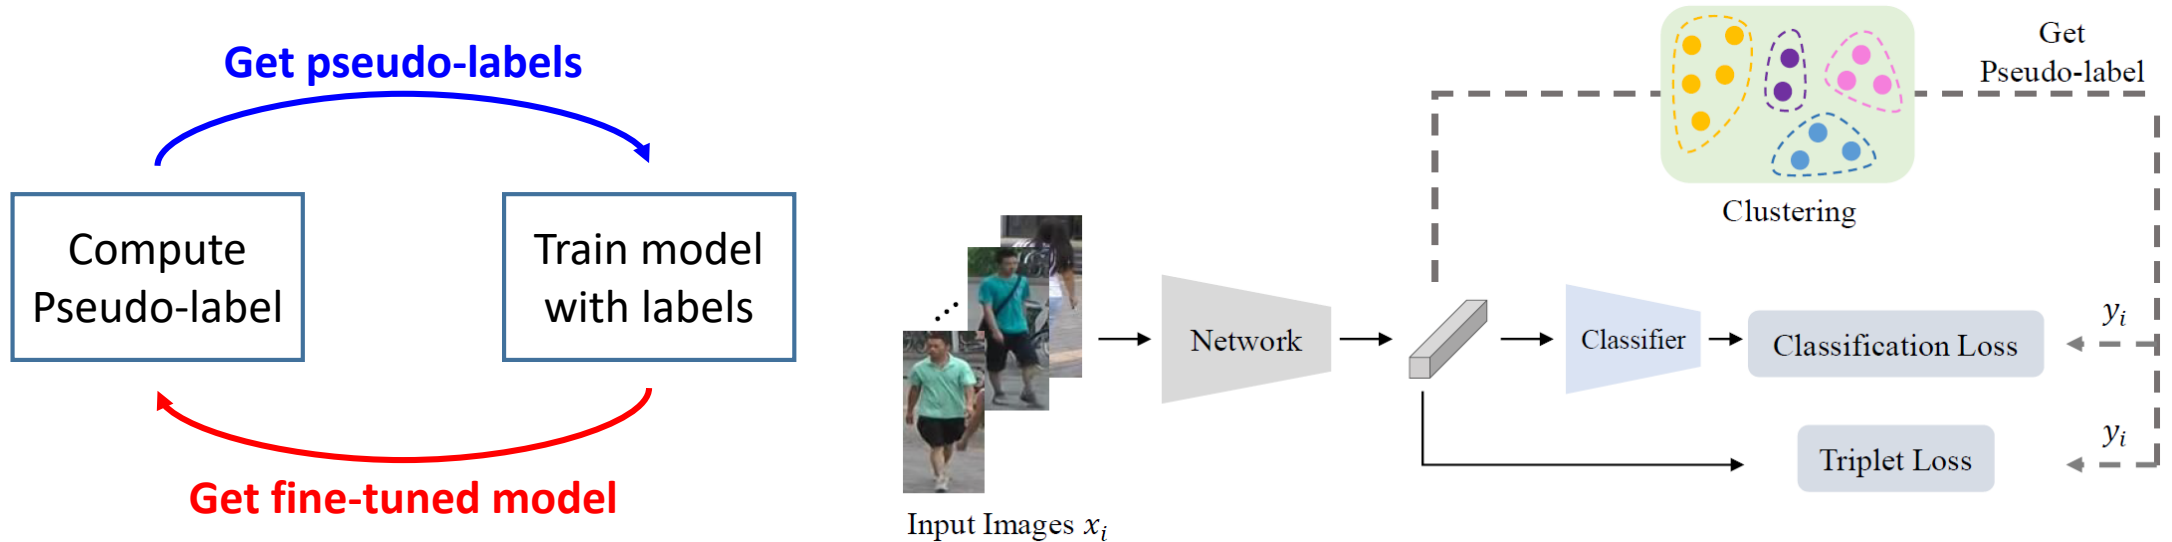 Get pseudo-labels
Compute
Pseudo-label
Train model
with labels
Get fine-tuned model
Input Images xᵢ
Network
Clustering
Get
Pseudo-label
Classifier
Classification Loss
yᵢ
Triplet Loss
yᵢ